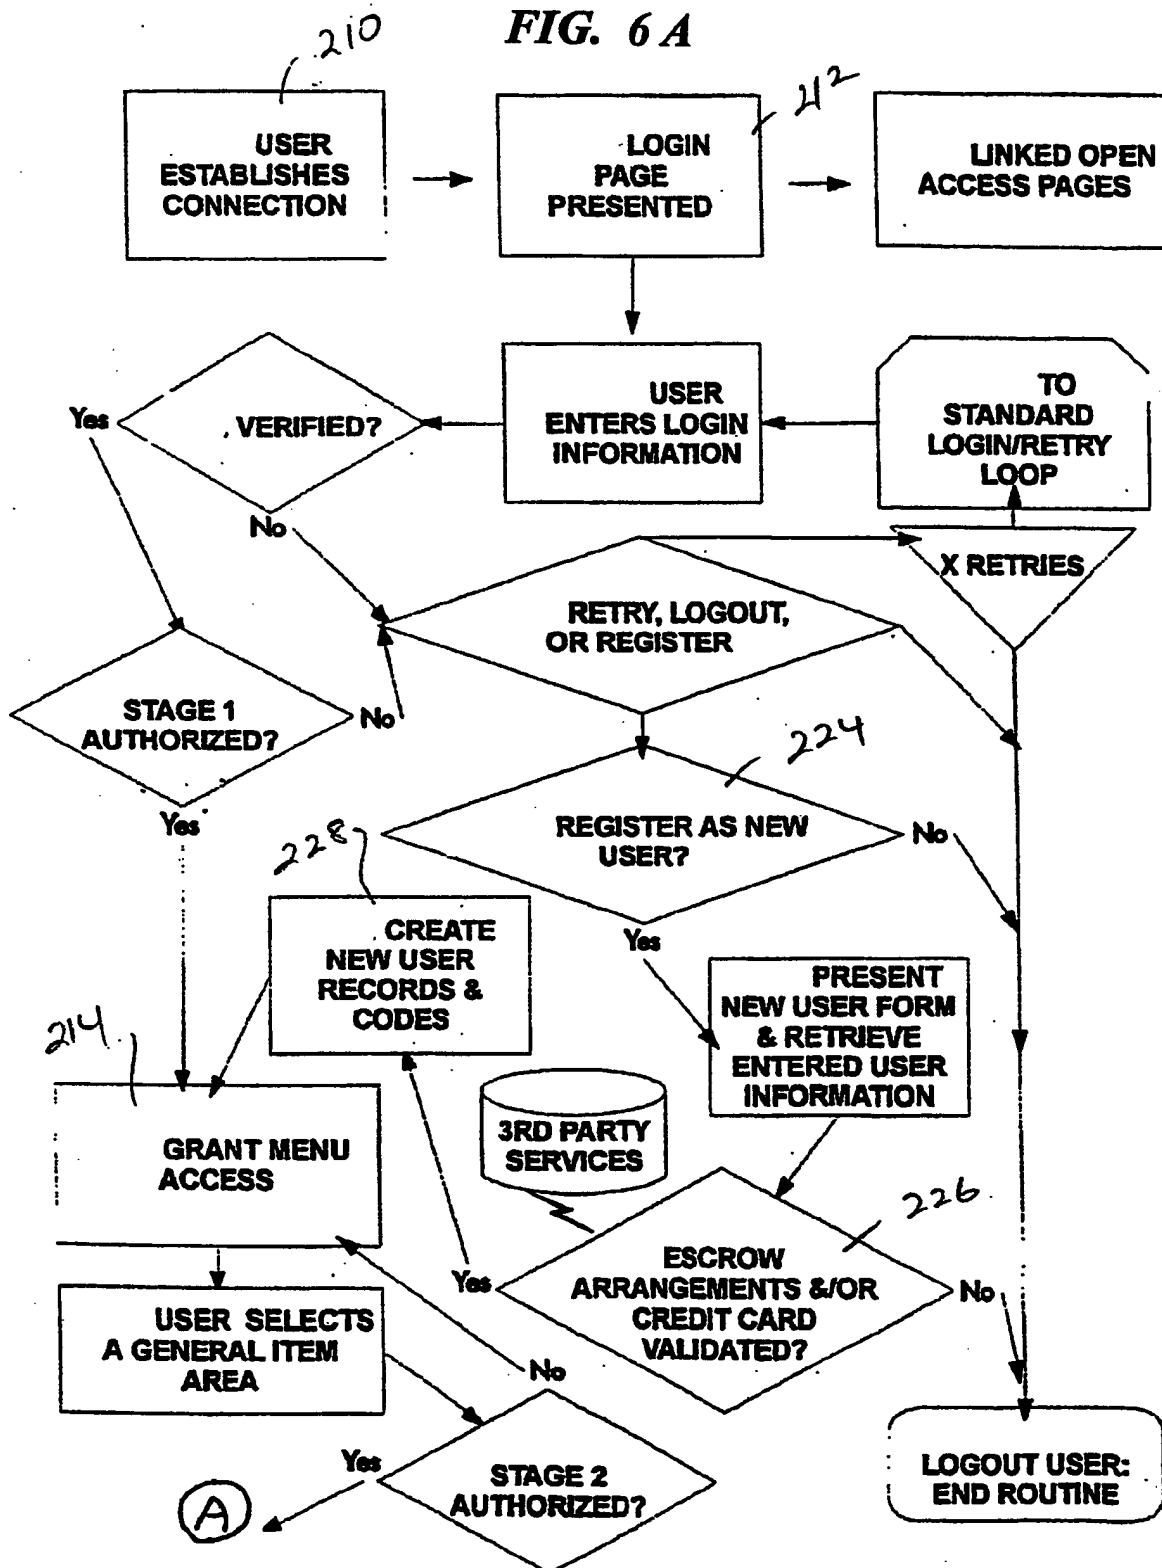 FIG. 6 A
210
USER
ESTABLISHES
CONNECTION
212
LOGIN
PAGE
PRESENTED
LINKED OPEN
ACCESS PAGES
Yes
VERIFIED?
No
USER
ENTERS LOGIN
INFORMATION
TO
STANDARD
LOGIN/RETRY
LOOP
X RETRIES
RETRY, LOGOUT,
OR REGISTER
STAGE 1
AUTHORIZED?
No
Yes
224
REGISTER AS NEW
USER?
No
Yes
228
CREATE
NEW USER
RECORDS &
CODES
PRESENT
NEW USER FORM
& RETRIEVE
ENTERED USER
INFORMATION
214
GRANT MENU
ACCESS
3RD PARTY
SERVICES
226
ESCROW
ARRANGEMENTS &/OR
CREDIT CARD
VALIDATED?
Yes
No
USER SELECTS
A GENERAL ITEM
AREA
No
Yes
STAGE 2
AUTHORIZED?
A
LOGOUT USER:
END ROUTINE